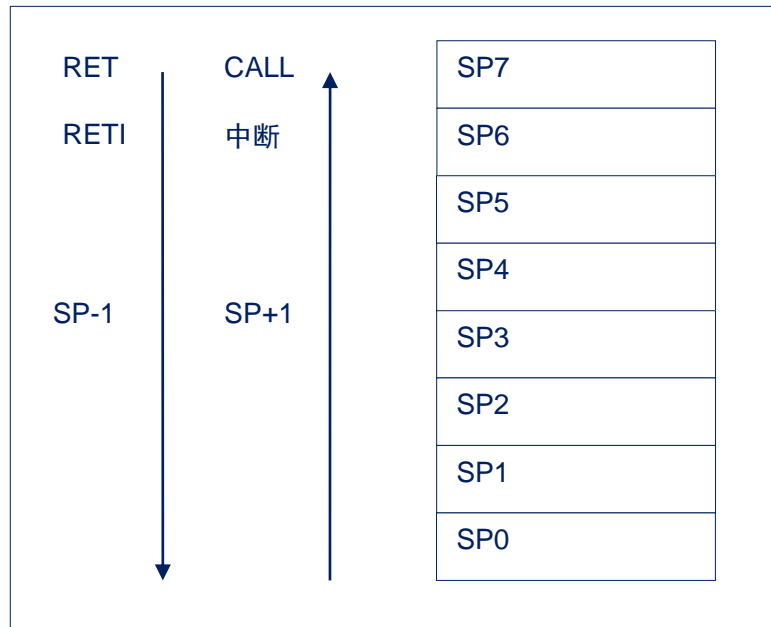 RET CALL SP7
RETI 中断 SP6
SP5
SP4
SP-1 SP+1 SP3
SP2
SP1
SP0